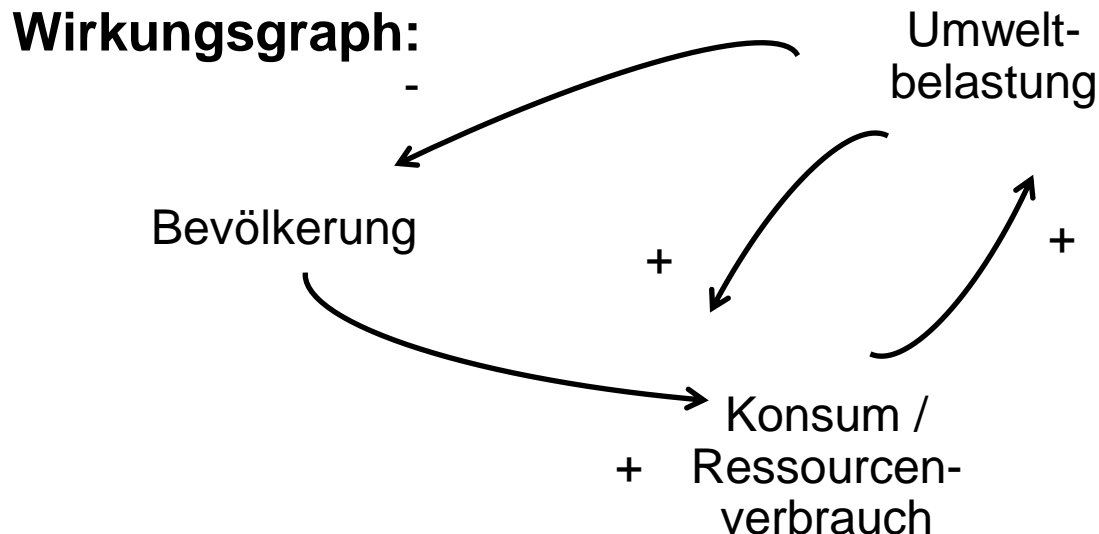 Wirkungsgraph:
-
Umwelt-
belastung
Bevölkerung
+
+
Konsum /
+ Ressourcen-
verbrauch